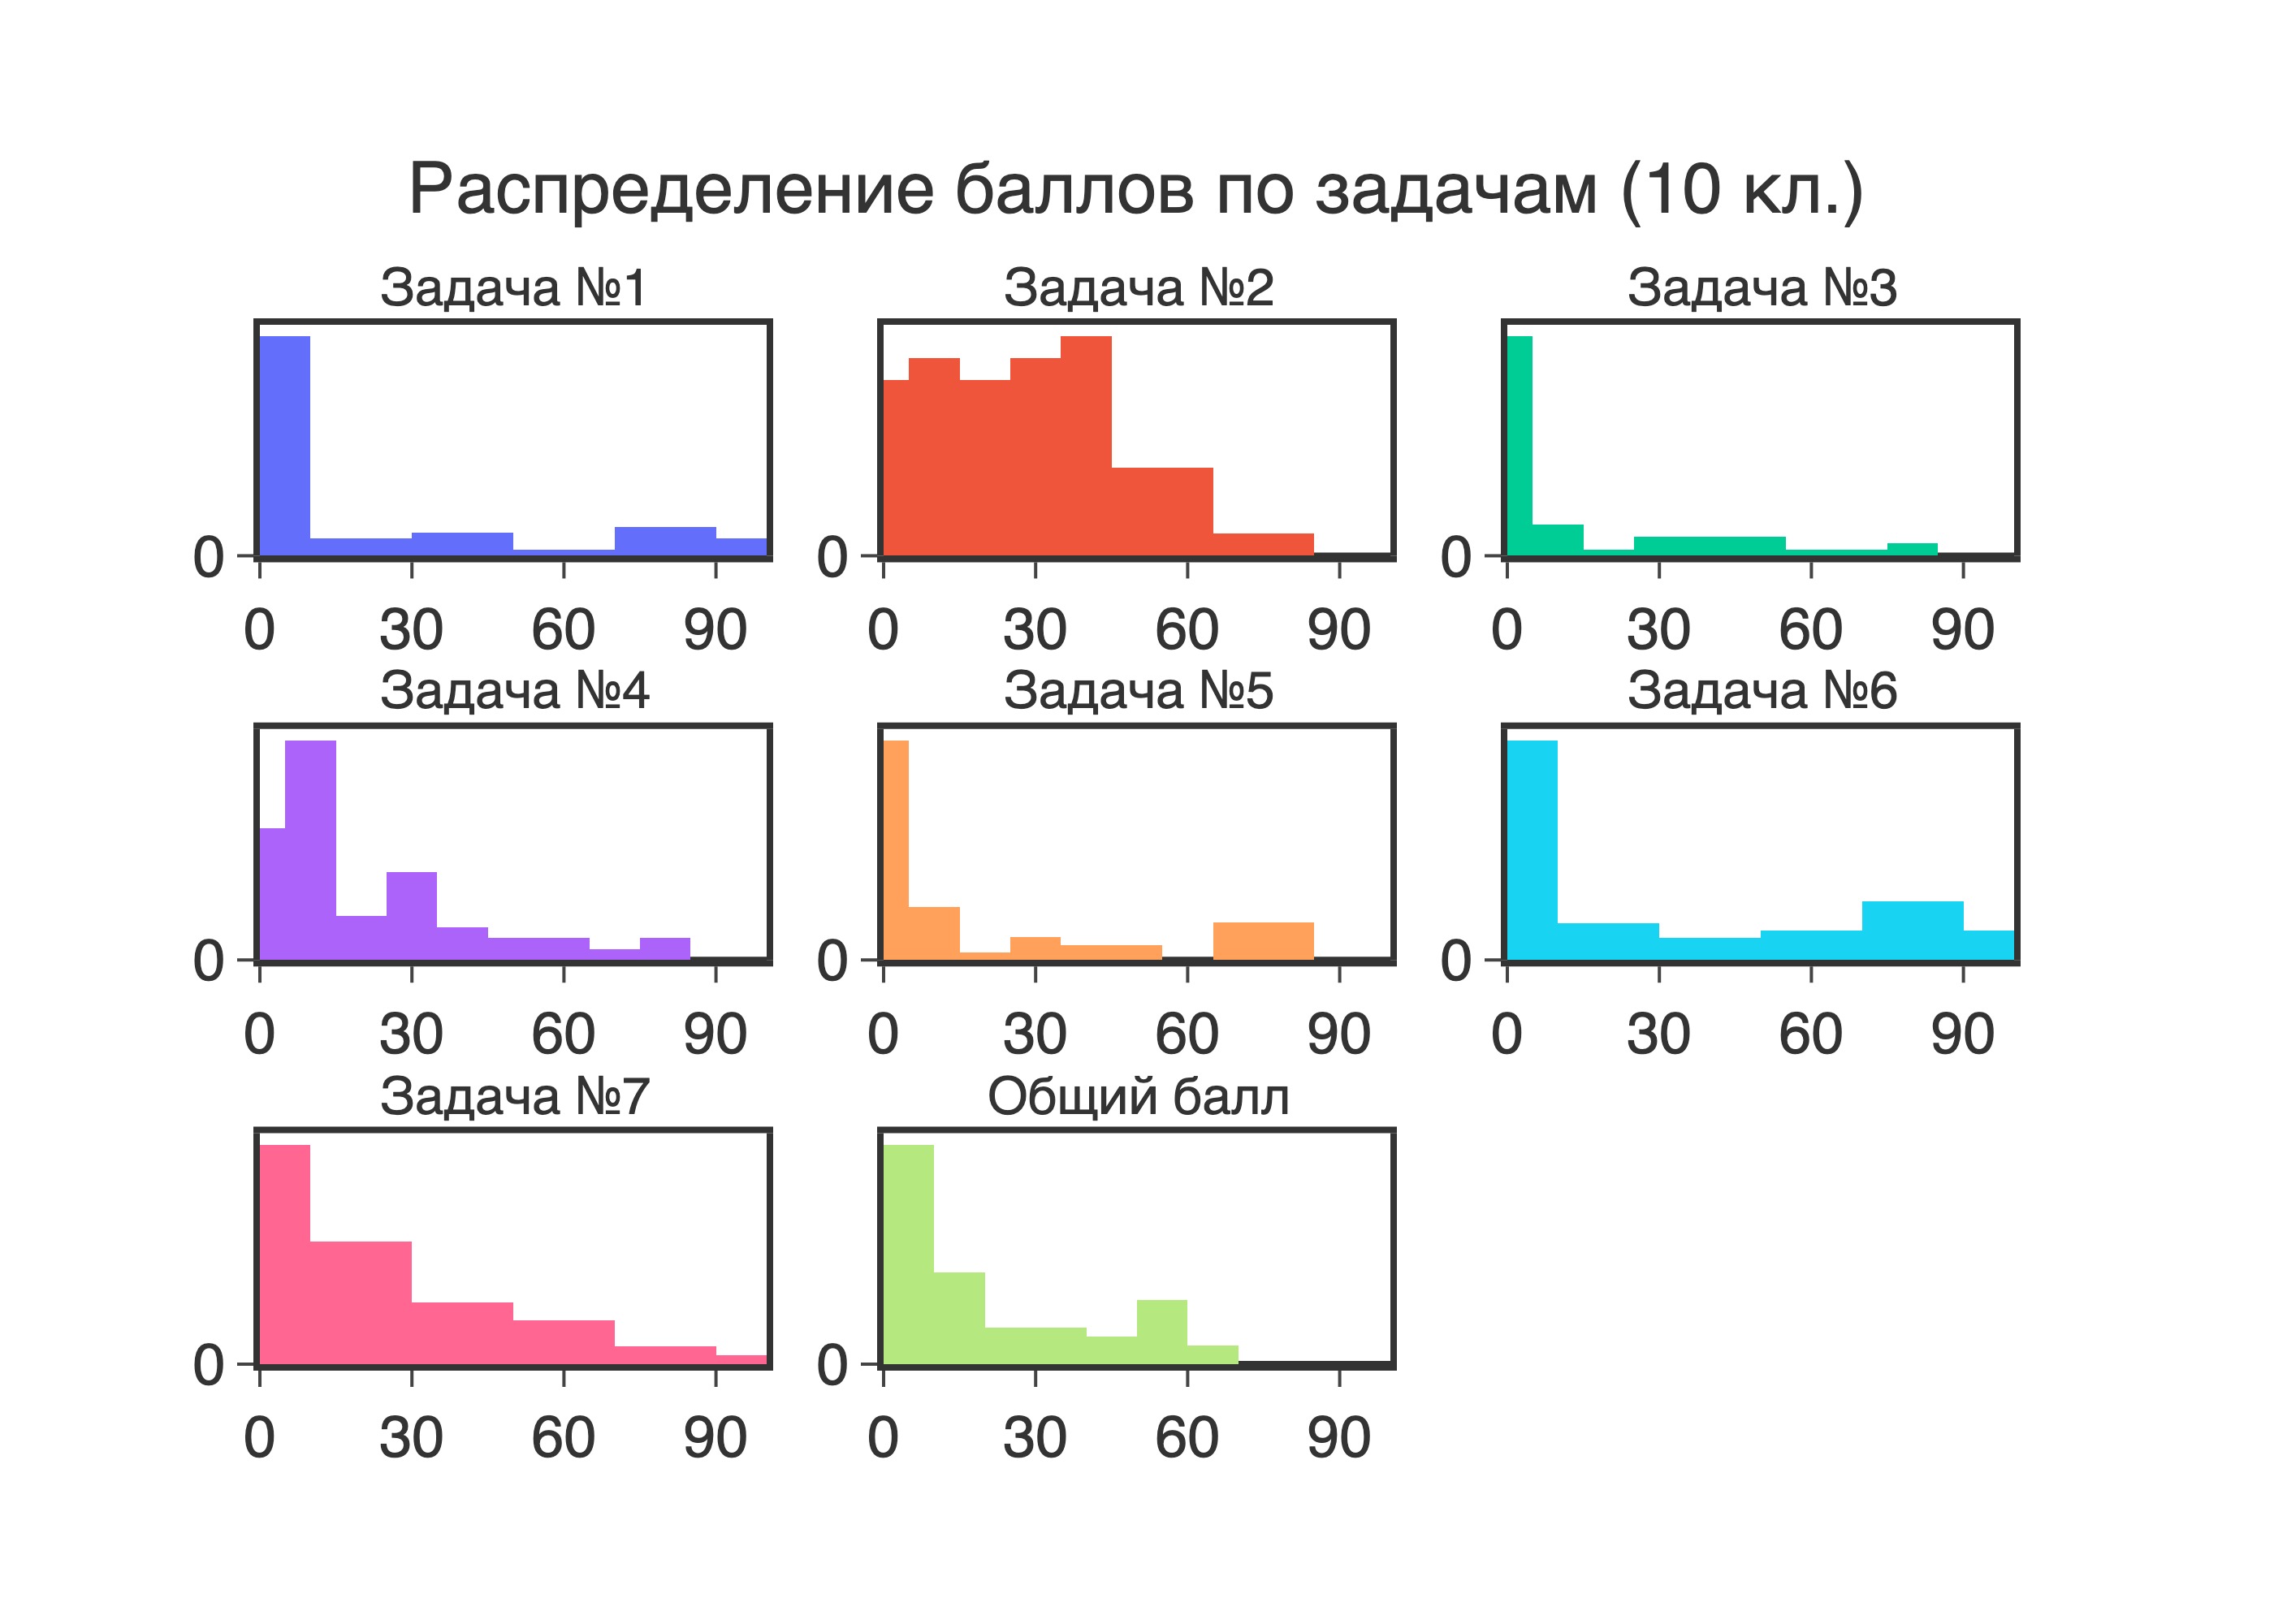 Распределение баллов по задачам (10 кл.)
Задача №1 Задача №2 Задача №3
0 0 0
0 30 60 90 0 30 60 90 0 30 60 90
Задача №4 Задача №5 Задача №6
0 0 0
0 30 60 90 0 30 60 90 0 30 60 90
Задача №7 Общий балл
0 0
0 30 60 90 0 30 60 90